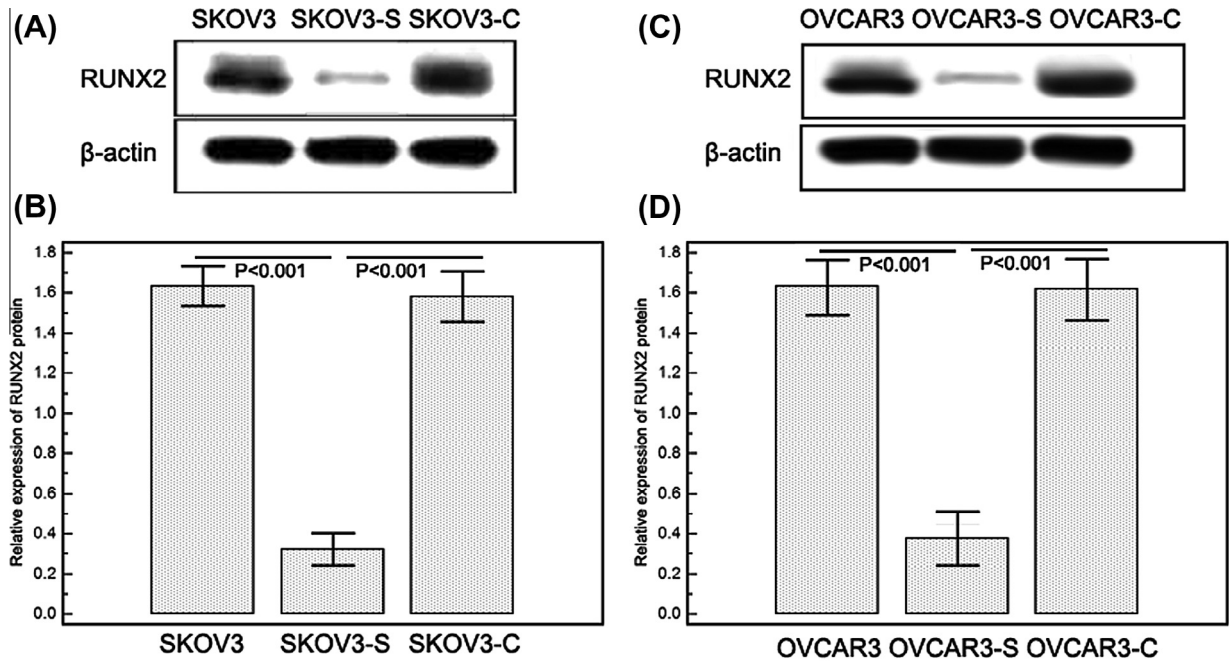 (A)
SKOV3 SKOV3-S SKOV3-C
RUNX2
β-actin
(B)
Relative expression of RUNX2 protein
1.8
1.6
1.4
1.2
1.0
0.8
0.6
0.4
0.2
0.0
P<0.001 P<0.001
SKOV3 SKOV3-S SKOV3-C
(C)
OVCAR3 OVCAR3-S OVCAR3-C
RUNX2
β-actin
(D)
Relative expression of RUNX2 protein
1.8
1.6
1.4
1.2
1.0
0.8
0.6
0.4
0.2
0.0
P<0.001 P<0.001
OVCAR3 OVCAR3-S OVCAR3-C